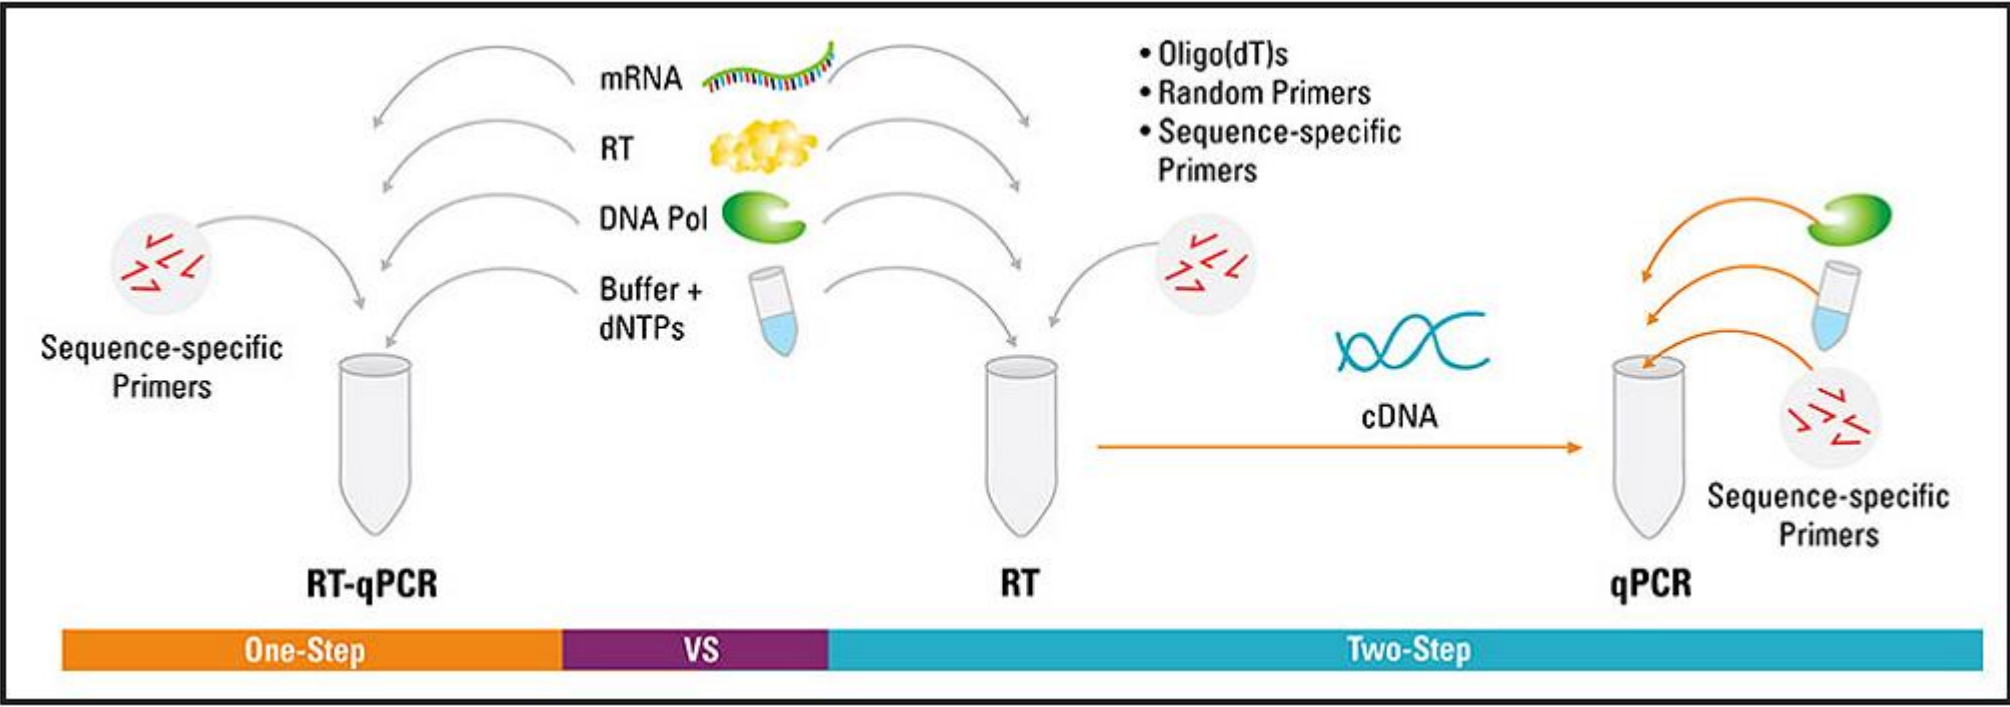 mRNA
RT
DNA Pol
Buffer +
dNTPs
Sequence-specific
Primers
• Oligo(dT)s
• Random Primers
• Sequence-specific
Primers
cDNA
Sequence-specific
Primers
RT-qPCR
RT
qPCR
One-Step
VS
Two-Step